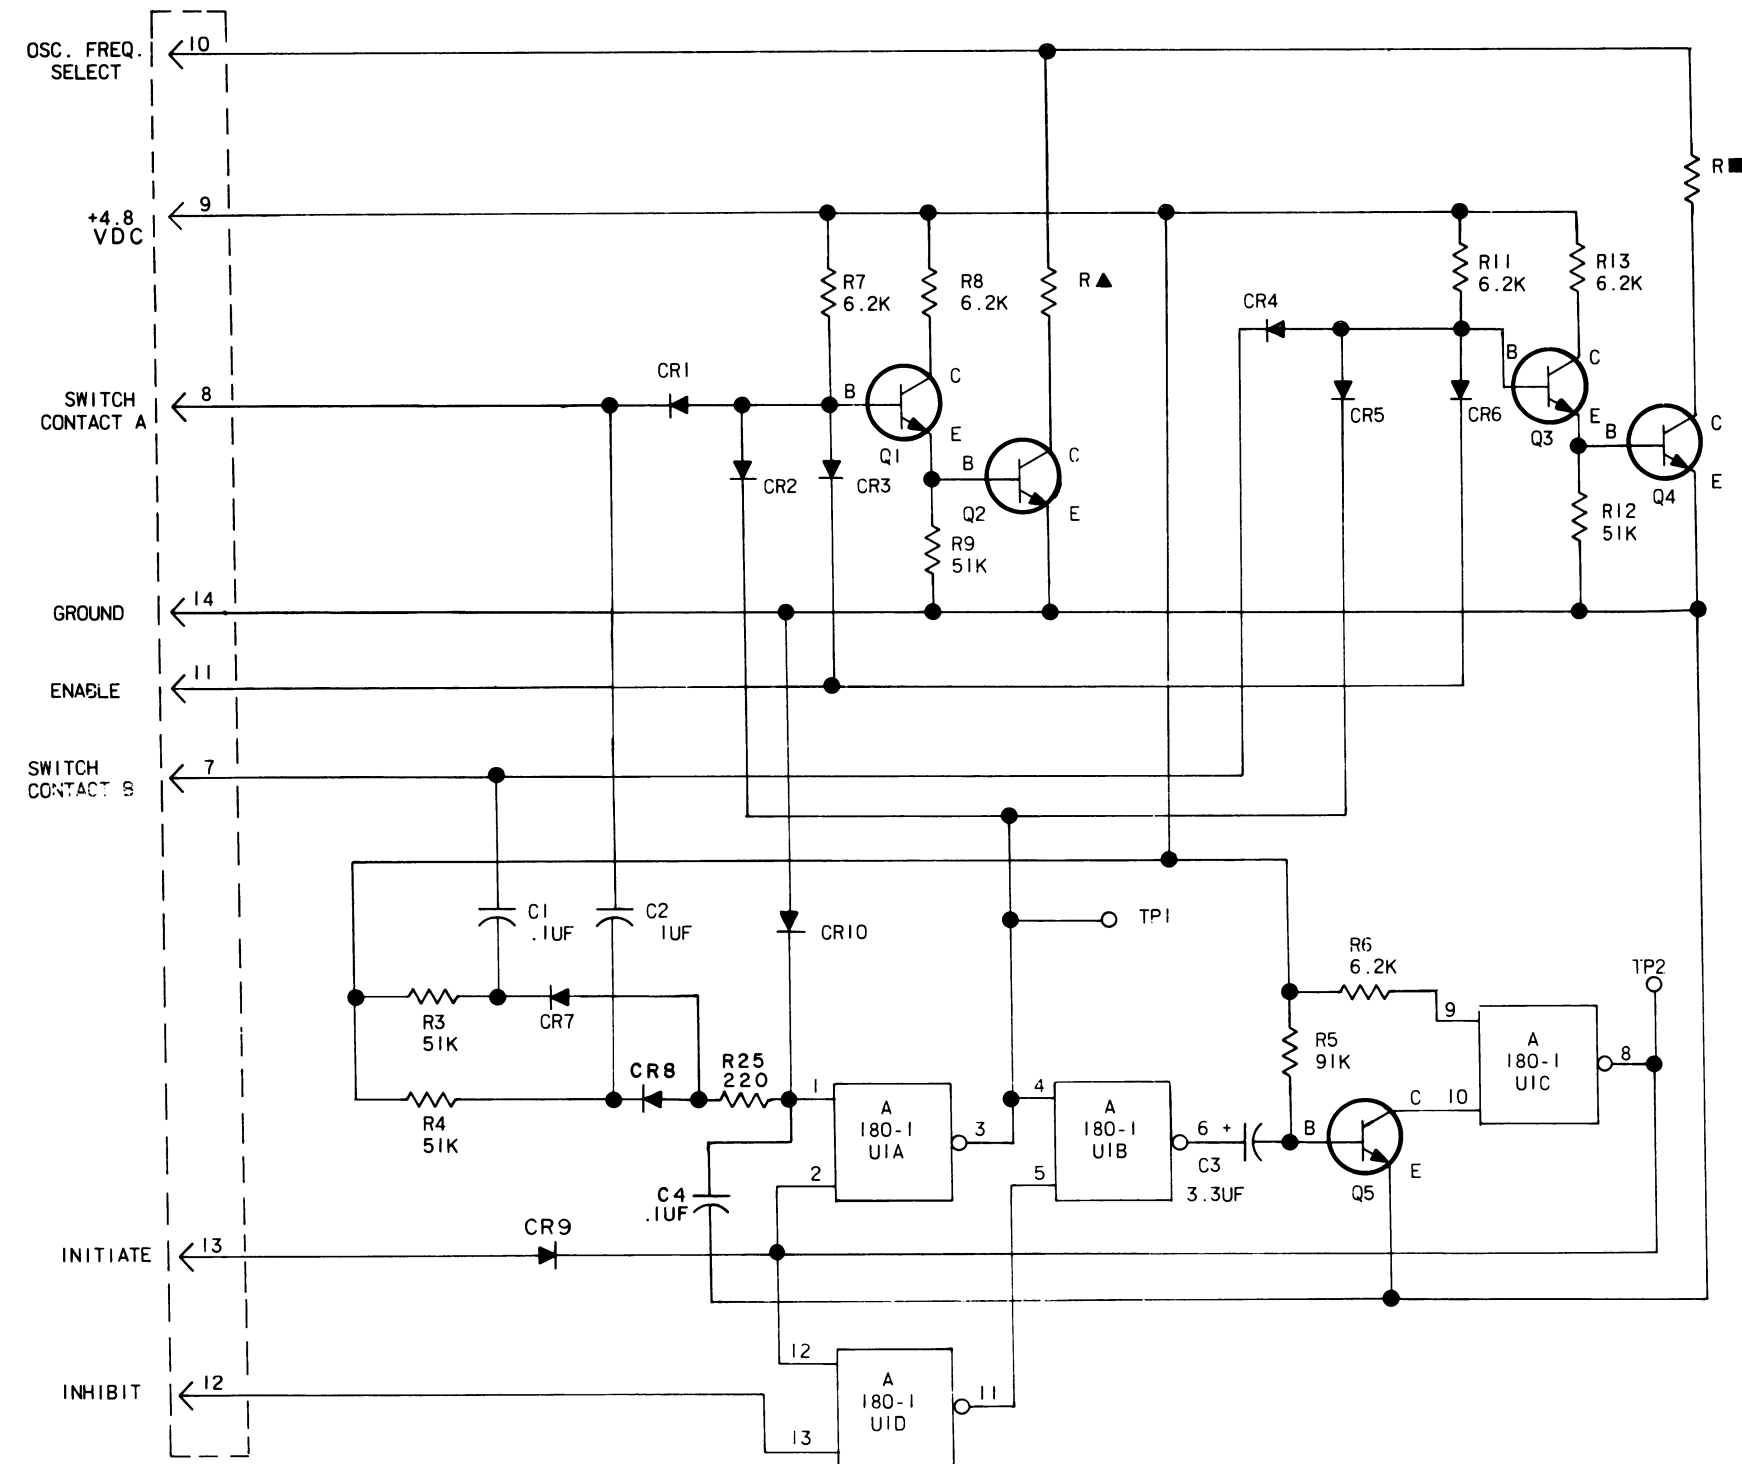 OSC. FREQ.
SELECT
10
R■
+4.8
VDC
9
R7
6.2K
R8
6.2K
R▲
R11
6.2K
R13
6.2K
CR4
SWITCH
CONTACT A
8
CR1
B
C
E
Q1
CR2
CR3
B
C
E
Q2
R9
51K
CR5
CR6
B
C
E
Q3
B
C
E
Q4
R12
51K
GROUND
14
ENABLE
11
SWITCH
CONTACT B
7
C1
.1UF
C2
1UF
CR10
TP1
R3
51K
CR7
R6
6.2K
TP2
R4
51K
CR8
R25
220
1
2
A
180-1
U1A
3
4
5
A
180-1
U1B
6
+
C3
3.3UF
R5
91K
B
C
E
Q5
9
10
A
180-1
U1C
8
C4
.1UF
INITIATE
13
CR9
INHIBIT
12
12
13
A
180-1
U1D
11